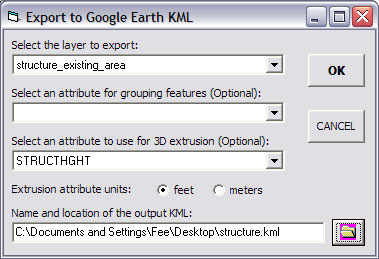 Export to Google Earth KML
Select the layer to export:
structure_existing_area
OK
Select an attribute for grouping features (Optional):
CANCEL
Select an attribute to use for 3D extrusion (Optional):
STRUCTHGHT
Extrusion attribute units: feet meters
Name and location of the output KML:
C:\Documents and Settings\Fee\Desktop\structure.kml